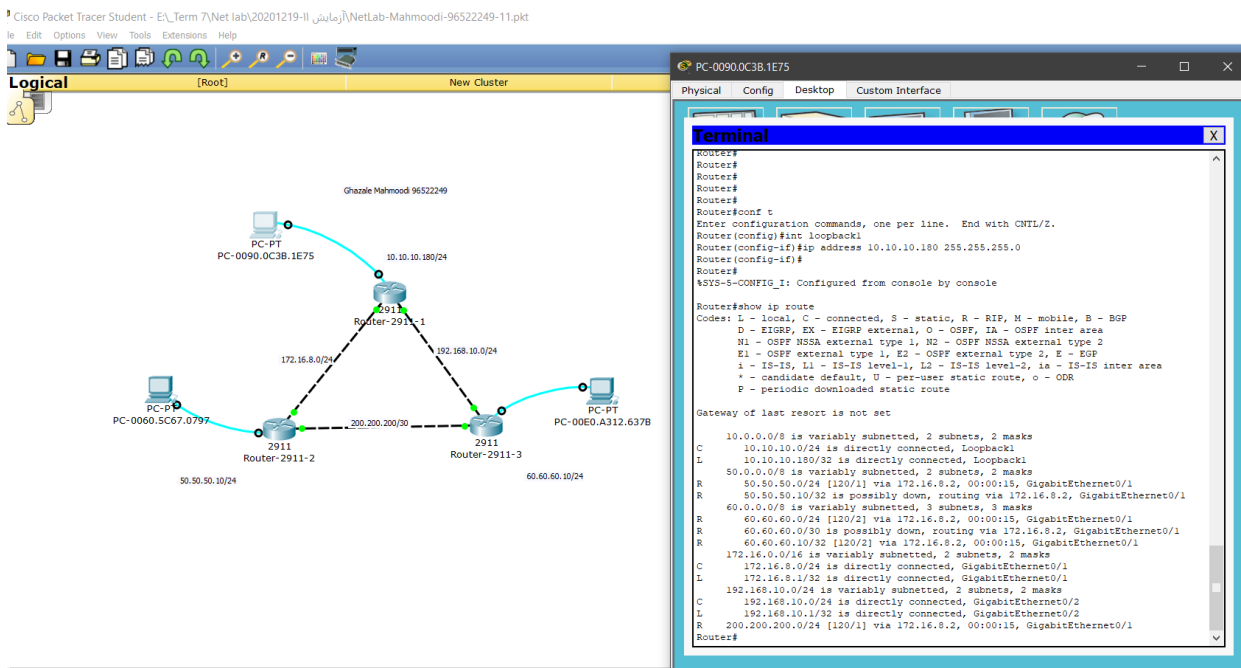 Cisco Packet Tracer Student - E:\_Term 7\Net lab\20201219-11 آزمایش\NetLab-Mahmoodi-96522249-11.pkt
Edit Options View Tools Extensions Help
Logical [Root] New Cluster
Ghazale Mahmoodi 96522249
PC-PT
PC-0090.0C3B.1E75
10.10.10.180/24
2911
Router-2911-1
172.16.8.0/24
192.168.10.0/24
PC-PT
PC-0060.5C67.0797
200.200.200/30
PC-PT
PC-00E0.A312.637B
2911
Router-2911-2
2911
Router-2911-3
50.50.50.10/24
60.60.60.10/24
PC-0090.0C3B.1E75
Physical Config Desktop Custom Interface
Terminal X
Router#
Router#
Router#
Router#
Router#
Router#conf t
Enter configuration commands, one per line. End with CNTL/Z.
Router(config)#int loopback1
Router(config-if)#ip address 10.10.10.180 255.255.255.0
Router(config-if)#
Router#
%SYS-5-CONFIG_I: Configured from console by console
Router#show ip route
Codes: L - local, C - connected, S - static, R - RIP, M - mobile, B - BGP
D - EIGRP, EX - EIGRP external, O - OSPF, IA - OSPF inter area
N1 - OSPF NSSA external type 1, N2 - OSPF NSSA external type 2
E1 - OSPF external type 1, E2 - OSPF external type 2, E - EGP
i - IS-IS, L1 - IS-IS level-1, L2 - IS-IS level-2, ia - IS-IS inter area
* - candidate default, U - per-user static route, o - ODR
P - periodic downloaded static route
Gateway of last resort is not set
10.0.0.0/8 is variably subnetted, 2 subnets, 2 masks
C 10.10.10.0/24 is directly connected, Loopback1
L 10.10.10.180/32 is directly connected, Loopback1
50.0.0.0/8 is variably subnetted, 2 subnets, 2 masks
R 50.50.50.0/24 [120/1] via 172.16.8.2, 00:00:15, GigabitEthernet0/1
R 50.50.50.10/32 is possibly down, routing via 172.16.8.2, GigabitEthernet0/1
60.0.0.0/8 is variably subnetted, 3 subnets, 3 masks
R 60.60.60.0/24 [120/2] via 172.16.8.2, 00:00:15, GigabitEthernet0/1
R 60.60.60.0/30 is possibly down, routing via 172.16.8.2, GigabitEthernet0/1
R 60.60.60.10/32 [120/2] via 172.16.8.2, 00:00:15, GigabitEthernet0/1
172.16.0.0/16 is variably subnetted, 2 subnets, 2 masks
C 172.16.8.0/24 is directly connected, GigabitEthernet0/1
L 172.16.8.1/32 is directly connected, GigabitEthernet0/1
192.168.10.0/24 is variably subnetted, 2 subnets, 2 masks
C 192.168.10.0/24 is directly connected, GigabitEthernet0/2
L 192.168.10.1/32 is directly connected, GigabitEthernet0/2
R 200.200.200.0/24 [120/1] via 172.16.8.2, 00:00:15, GigabitEthernet0/1
Router#